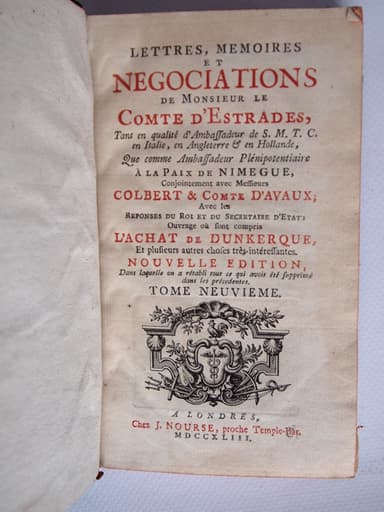 LETTRES, MEMOIRES
ET
NEGOCIATIONS
DE MONSIEUR LE
COMTE D'ESTRADES,
Tant en qualité d'Ambassadeur de S. M. T. C.
en Italie, en Angleterre & en Hollande,
Que comme Ambassadeur Plénipotentiaire
À LA PAIX DE NIMEGUE,
Conjointement avec Messieurs
COLBERT & COMTE D'AVAUX;
Avec les
REPONSES DU ROI ET DU SECRETAIRE D'ETAT:
Ouvrage où sont compris
L'ACHAT DE DUNKERQUE,
Et plusieurs autres choses très-intéressantes.
NOUVELLE EDITION,
Dans laquelle on a rétabli tout ce qui avoit été supprimé
dans les précedentes.
TOME NEUVIEME.
A LONDRES,
Chez J. NOURSE, proche Temple-Bar.
MDCCXLIII.